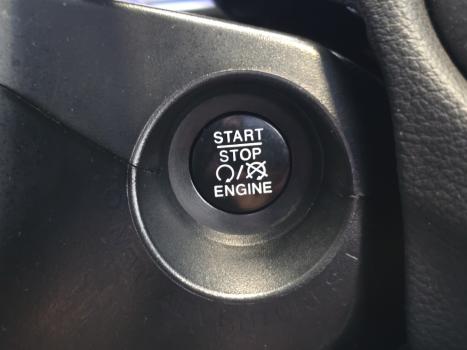 START
STOP
/
ENGINE